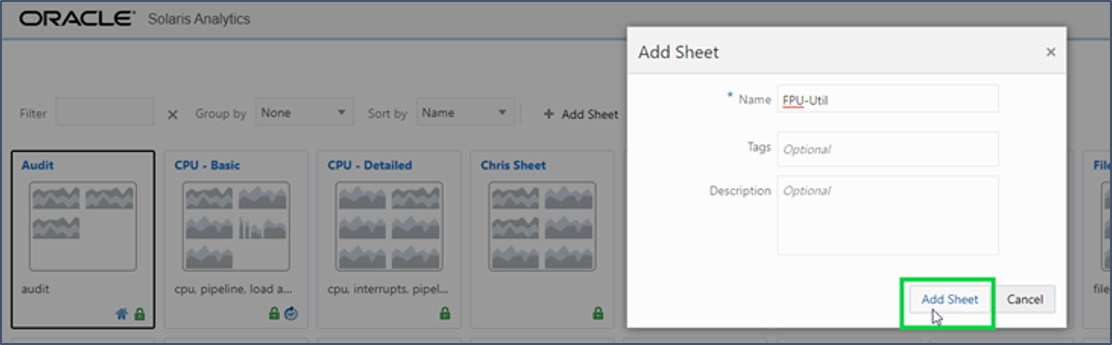 ORACLE Solaris Analytics
Filter Group by None Sort by Name + Add Sheet
Audit
audit
CPU - Basic
cpu, pipeline, load a...
CPU - Detailed
cpu, interrupts, pipel...
Chris Sheet
File
files
Add Sheet
* Name FPU-Util
Tags Optional
Description Optional
Add Sheet Cancel